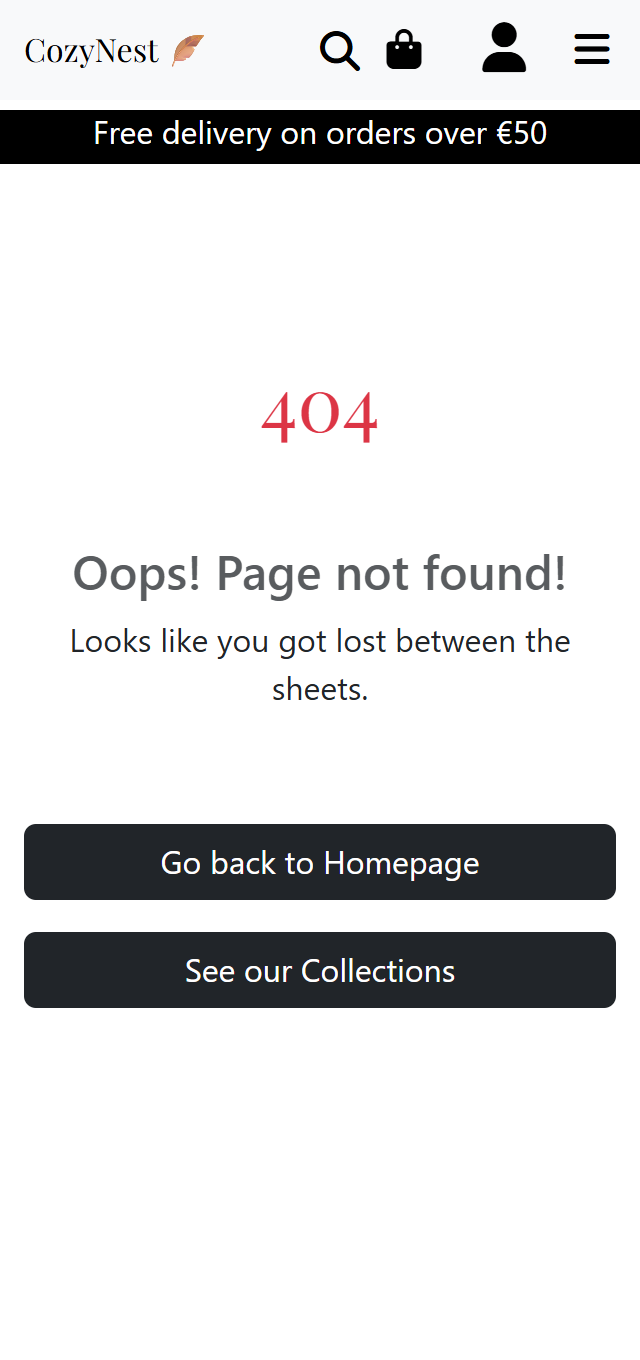 CozyNest
Free delivery on orders over €50
404
Oops! Page not found!
Looks like you got lost between the
sheets.
Go back to Homepage
See our Collections